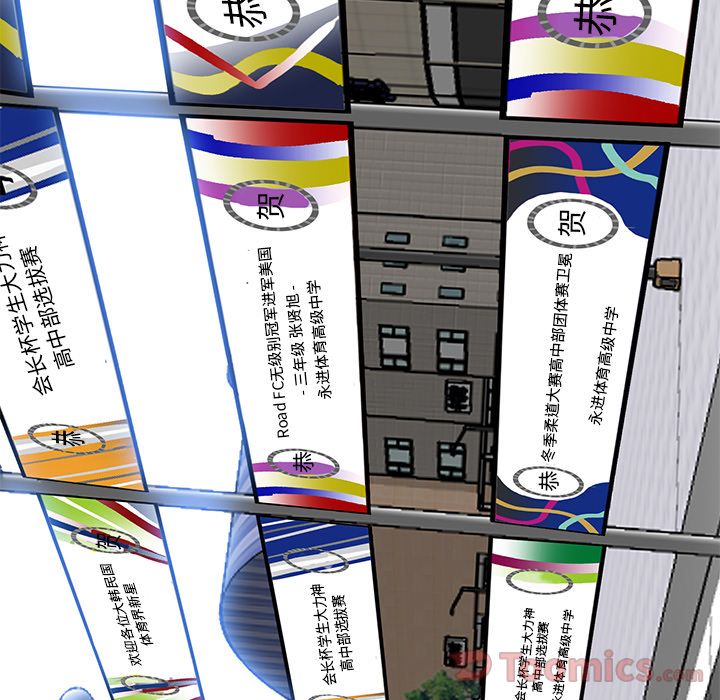 恭
恭
会长杯学生大力神
高中部选拔赛
恭
恭
贺
Road FC无级别冠军进军美国
- 三年级 张贤旭 -
永进体育高级中学
恭
贺
冬季柔道大赛高中部团体赛卫冕
永进体育高级中学
贺
欢迎各位大韩民国
体育界新星
会长杯学生大力神
高中部选拔赛
会长杯学生大力神
高中部选拔赛
永进体育高级中学
Toomics.com